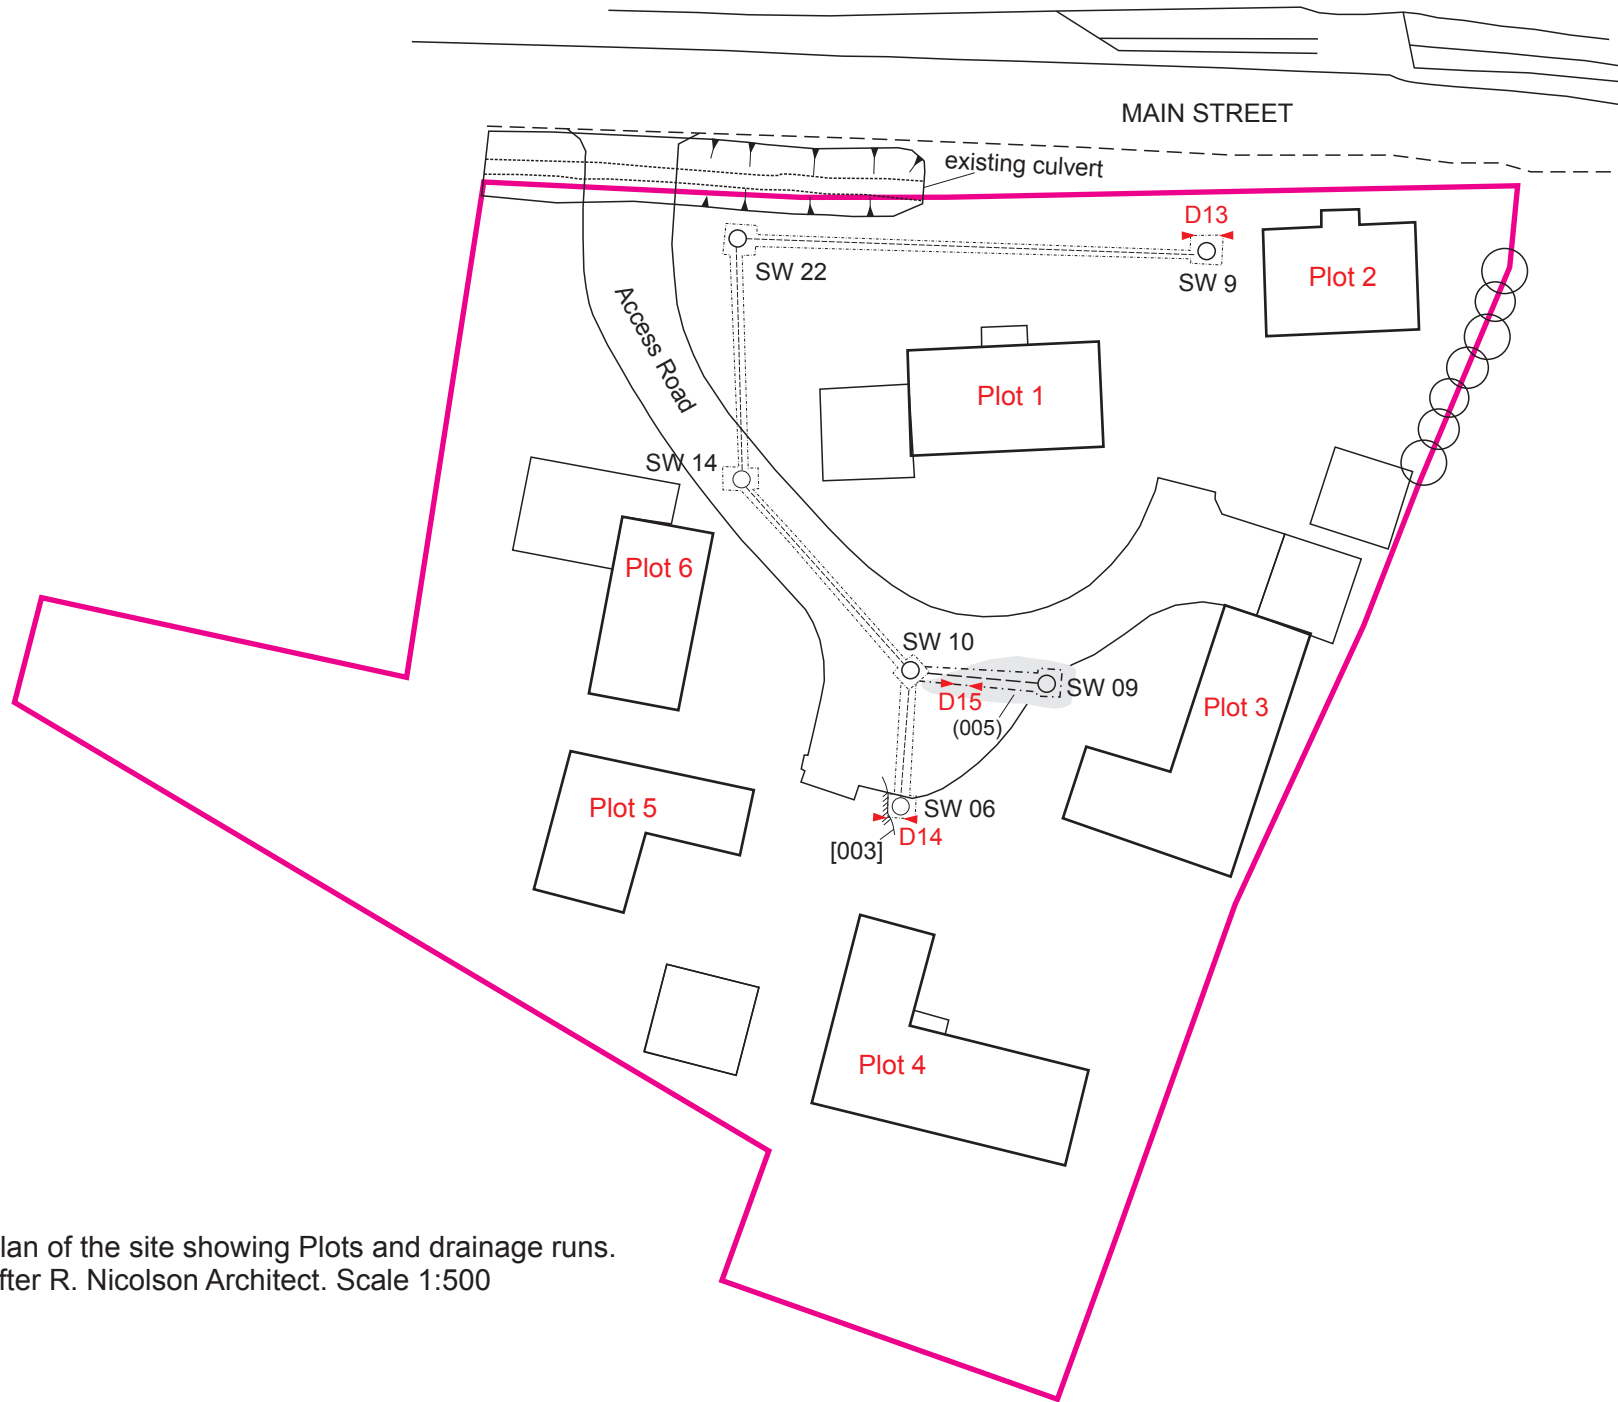 MAIN STREET
existing culvert
D13
SW 22
SW 9
Plot 2
Access Road
Plot 1
SW 14
Plot 6
SW 10
SW 09
D15
(005)
Plot 3
Plot 5
SW 06
D14
[003]
Plot 4
lan of the site showing Plots and drainage runs.
fter R. Nicolson Architect. Scale 1:500